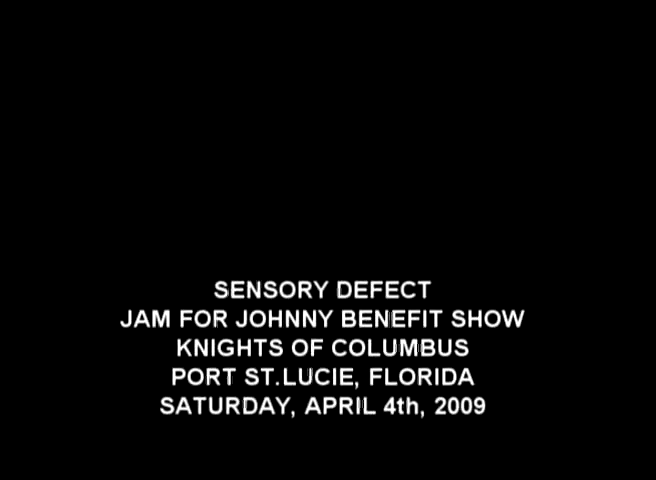 SENSORY DEFECT
JAM FOR JOHNNY BENEFIT SHOW
KNIGHTS OF COLUMBUS
PORT ST.LUCIE, FLORIDA
SATURDAY, APRIL 4th, 2009